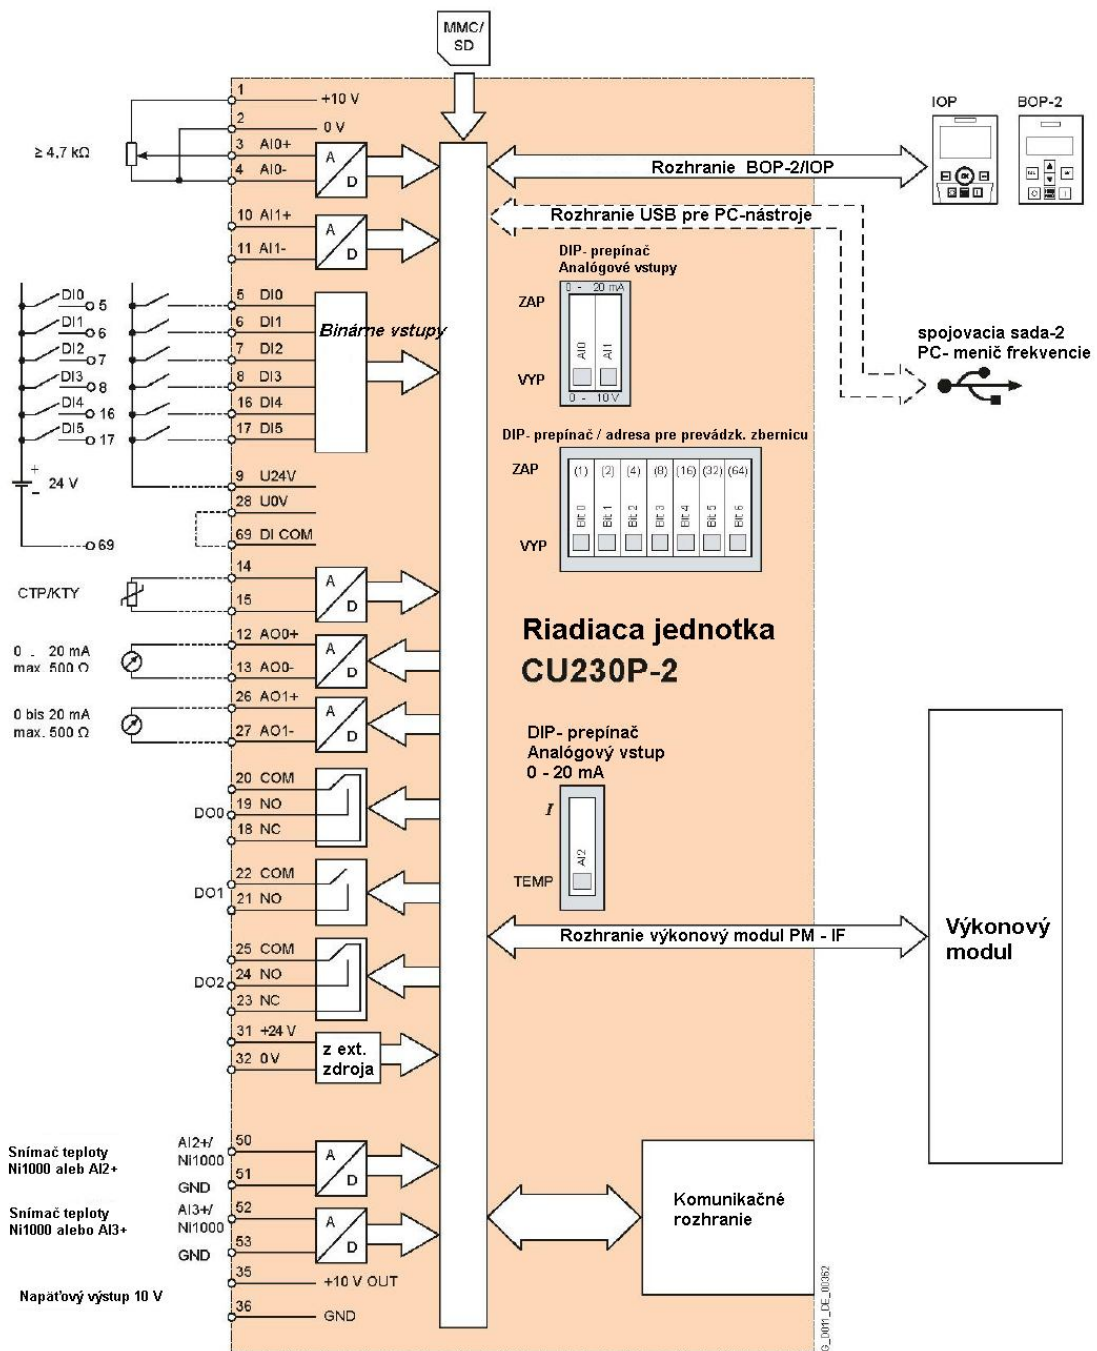 MMC/
SD
1
+10 V
2
0 V
≥ 4,7 kΩ
3 AI0+
4 AI0-
A
D
10 AI1+
11 AI1-
A
D
IOP
BOP-2
OK
Rozhranie BOP-2/IOP
Rozhranie USB pre PC-nástroje
DIP- prepínač
Analógové vstupy
0 - 20 mA
ZAP
AI0
AI1
VYP
0 - 10 V
spojovacia sada-2
PC- menič frekvencie
DI0
5
DI1
6
DI2
7
DI3
8
DI4
16
DI5
17
5 DI0
6 DI1
7 DI2
8 DI3
16 DI4
17 DI5
Binárne vstupy
DIP- prepínač / adresa pre prevádzk. zbernicu
ZAP
(1) (2) (4) (8) (16) (32) (64)
Bit 0 Bit 1 Bit 2 Bit 3 Bit 4 Bit 5 Bit 6
VYP
+
–
24 V
69
9 U24V
28 U0V
69 DI COM
CTP/KTY
14
15
A
D
0 - 20 mA
max. 500 Ω
12 AO0+
13 AO0-
A
D
0 bis 20 mA
max. 500 Ω
26 AO1+
27 AO1-
A
D
Riadiaca jednotka
CU230P-2
DIP- prepínač
Analógový vstup
0 - 20 mA
I
AI2
TEMP
DO0
20 COM
19 NO
18 NC
DO1
22 COM
21 NO
DO2
25 COM
24 NO
23 NC
Rozhranie výkonový modul PM - IF
Výkonový
modul
31 +24 V
32 0 V
z ext.
zdroja
Snímač teploty
Ni1000 aleb AI2+
AI2+/
Ni1000
50
GND
51
A
D
Snímač teploty
Ni1000 alebo AI3+
AI3+/
Ni1000
52
GND
53
A
D
Komunikačné
rozhranie
Napäťový výstup 10 V
35
+10 V OUT
36
GND
G_D011_DE_00362